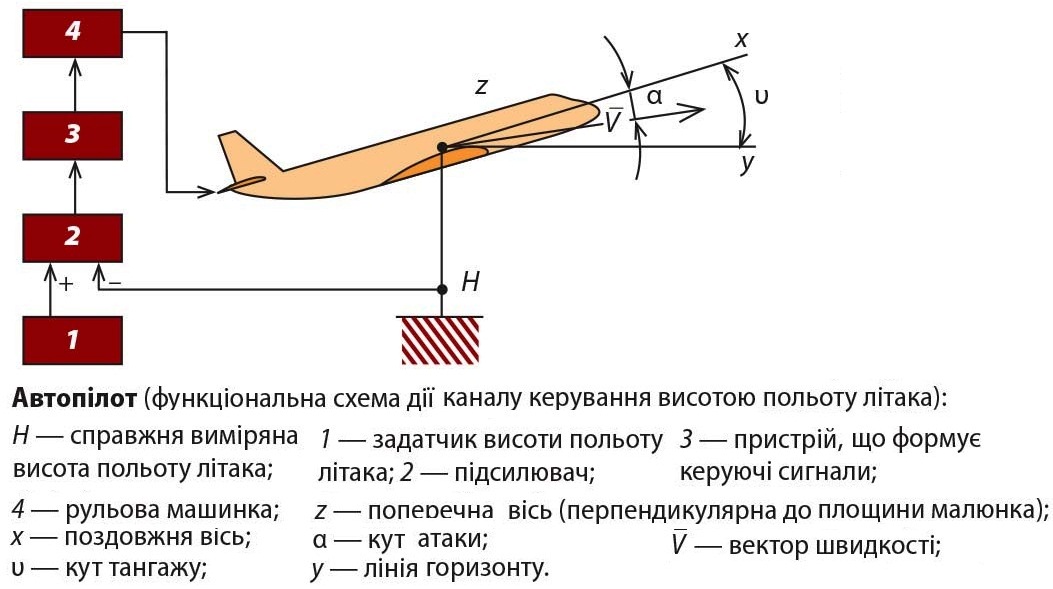 4
3
2
1
+
–
H
z
x
α
υ
V̅
y
Автопілот (функціональна схема дії каналу керування висотою польоту літака):
H — справжня виміряна висота польоту літака;
1 — задатчик висоти польоту літака; 2 — підсилювач;
3 — пристрій, що формує керуючі сигнали;
4 — рульова машинка;
z — поперечна вісь (перпендикулярна до площини малюнка);
x — поздовжня вісь;
α — кут атаки;
V̅ — вектор швидкості;
υ — кут тангажу;
y — лінія горизонту.